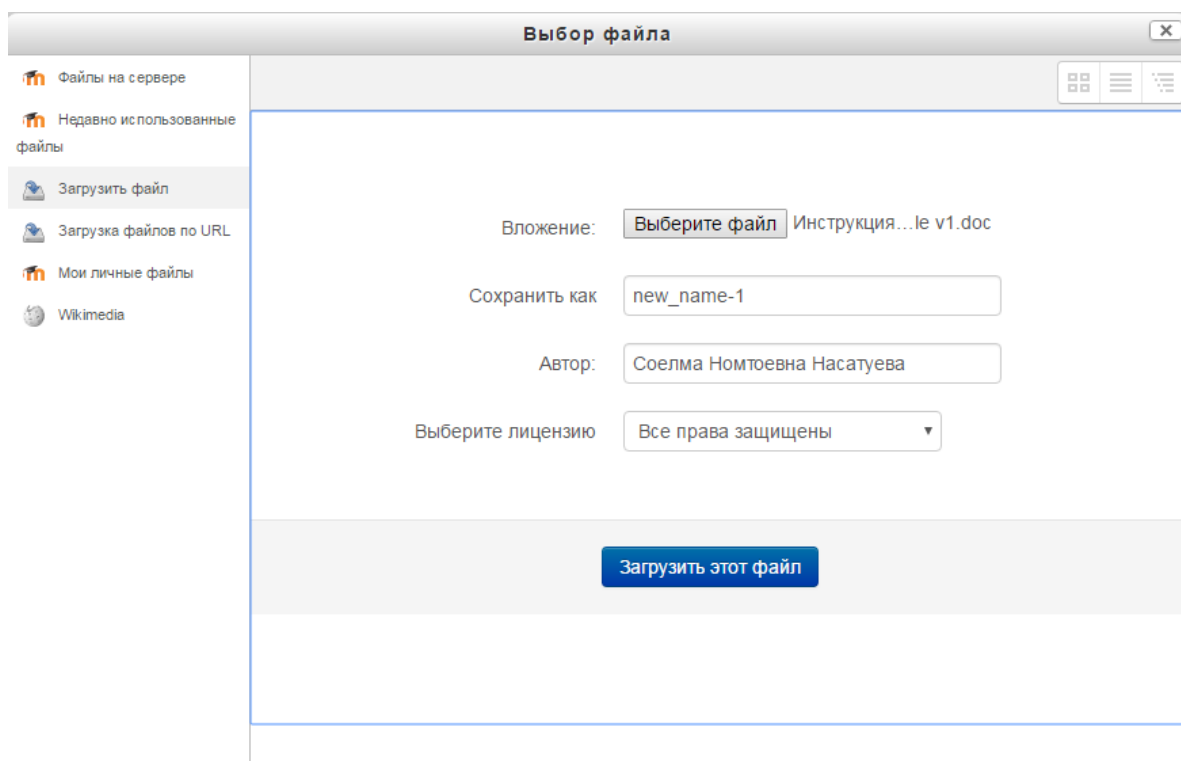 Выбор файла
Файлы на сервере
Недавно использованные
файлы
Загрузить файл
Загрузка файлов по URL
Мои личные файлы
Wikimedia
Вложение: Выберите файл Инструкция...le v1.doc
Сохранить как new_name-1
Автор: Соелма Номтоевна Насатуева
Выберите лицензию Все права защищены
Загрузить этот файл